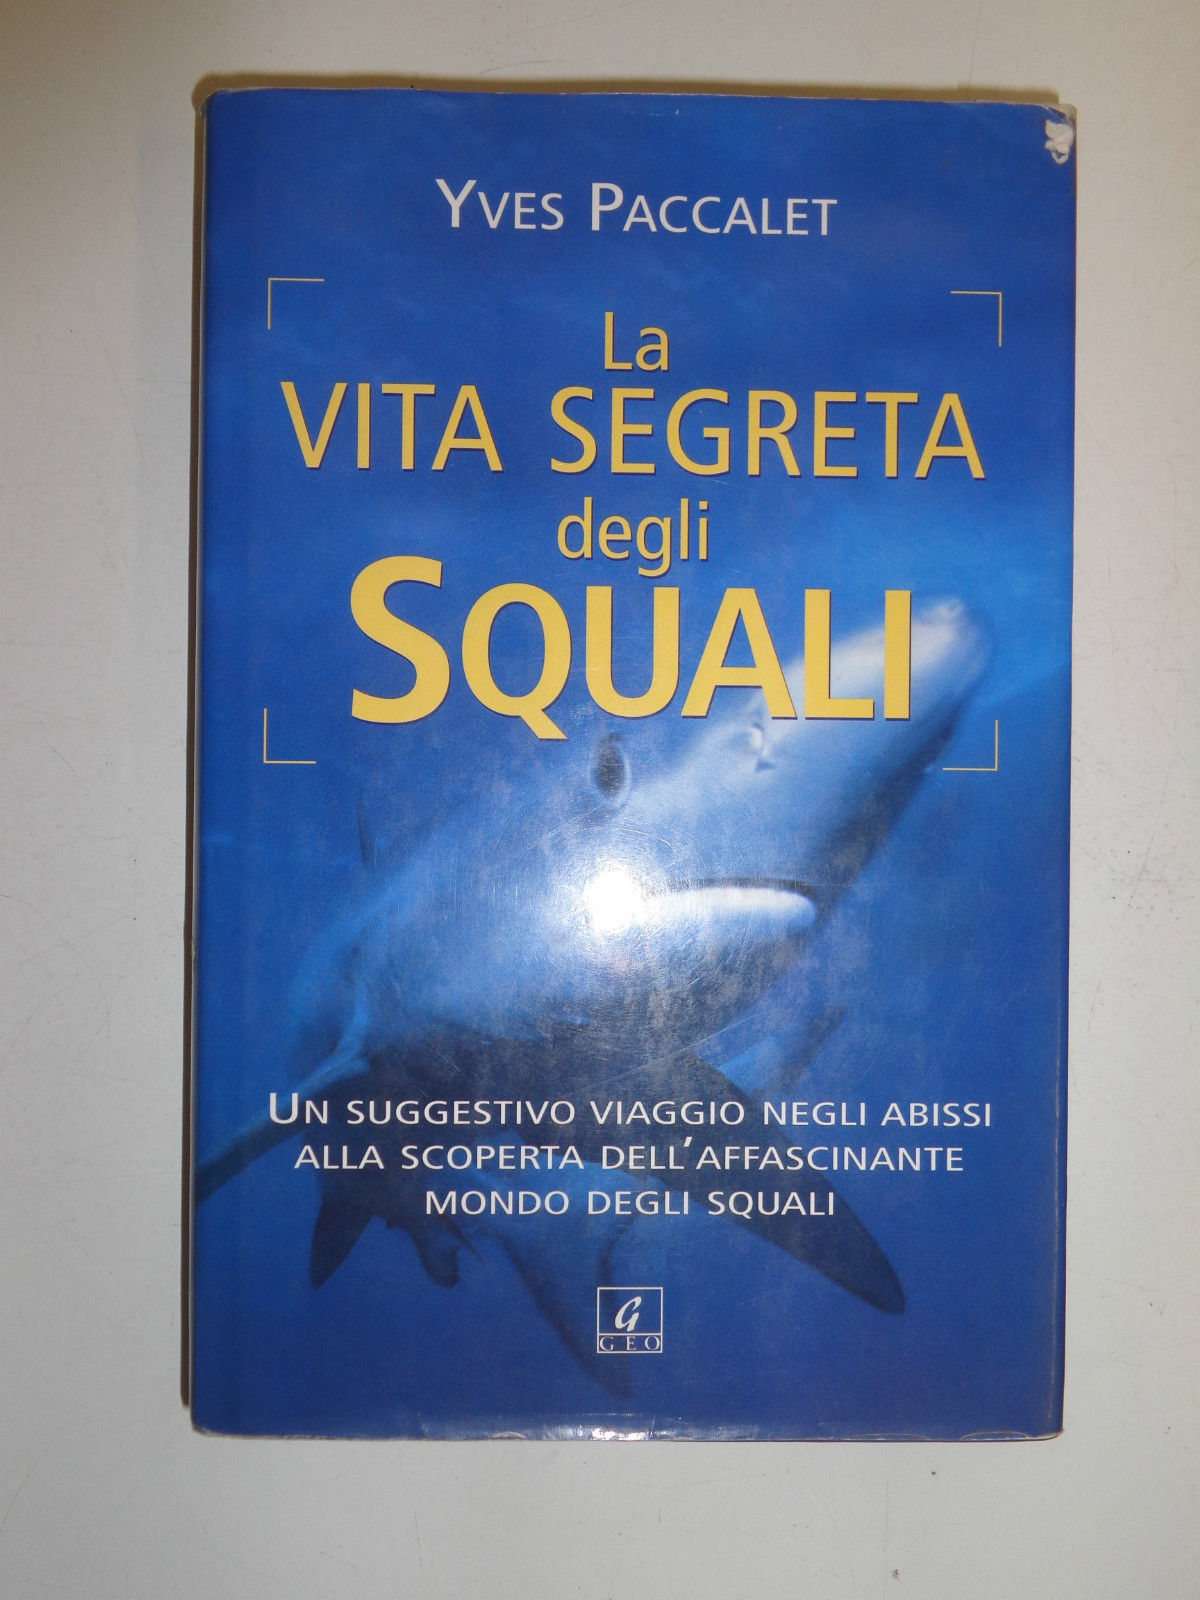 YVES PACCALET
La
VITA SEGRETA
degli
SQUALI
UN SUGGESTIVO VIAGGIO NEGLI ABISSI
ALLA SCOPERTA DELL'AFFASCINANTE
MONDO DEGLI SQUALI
G
GEO